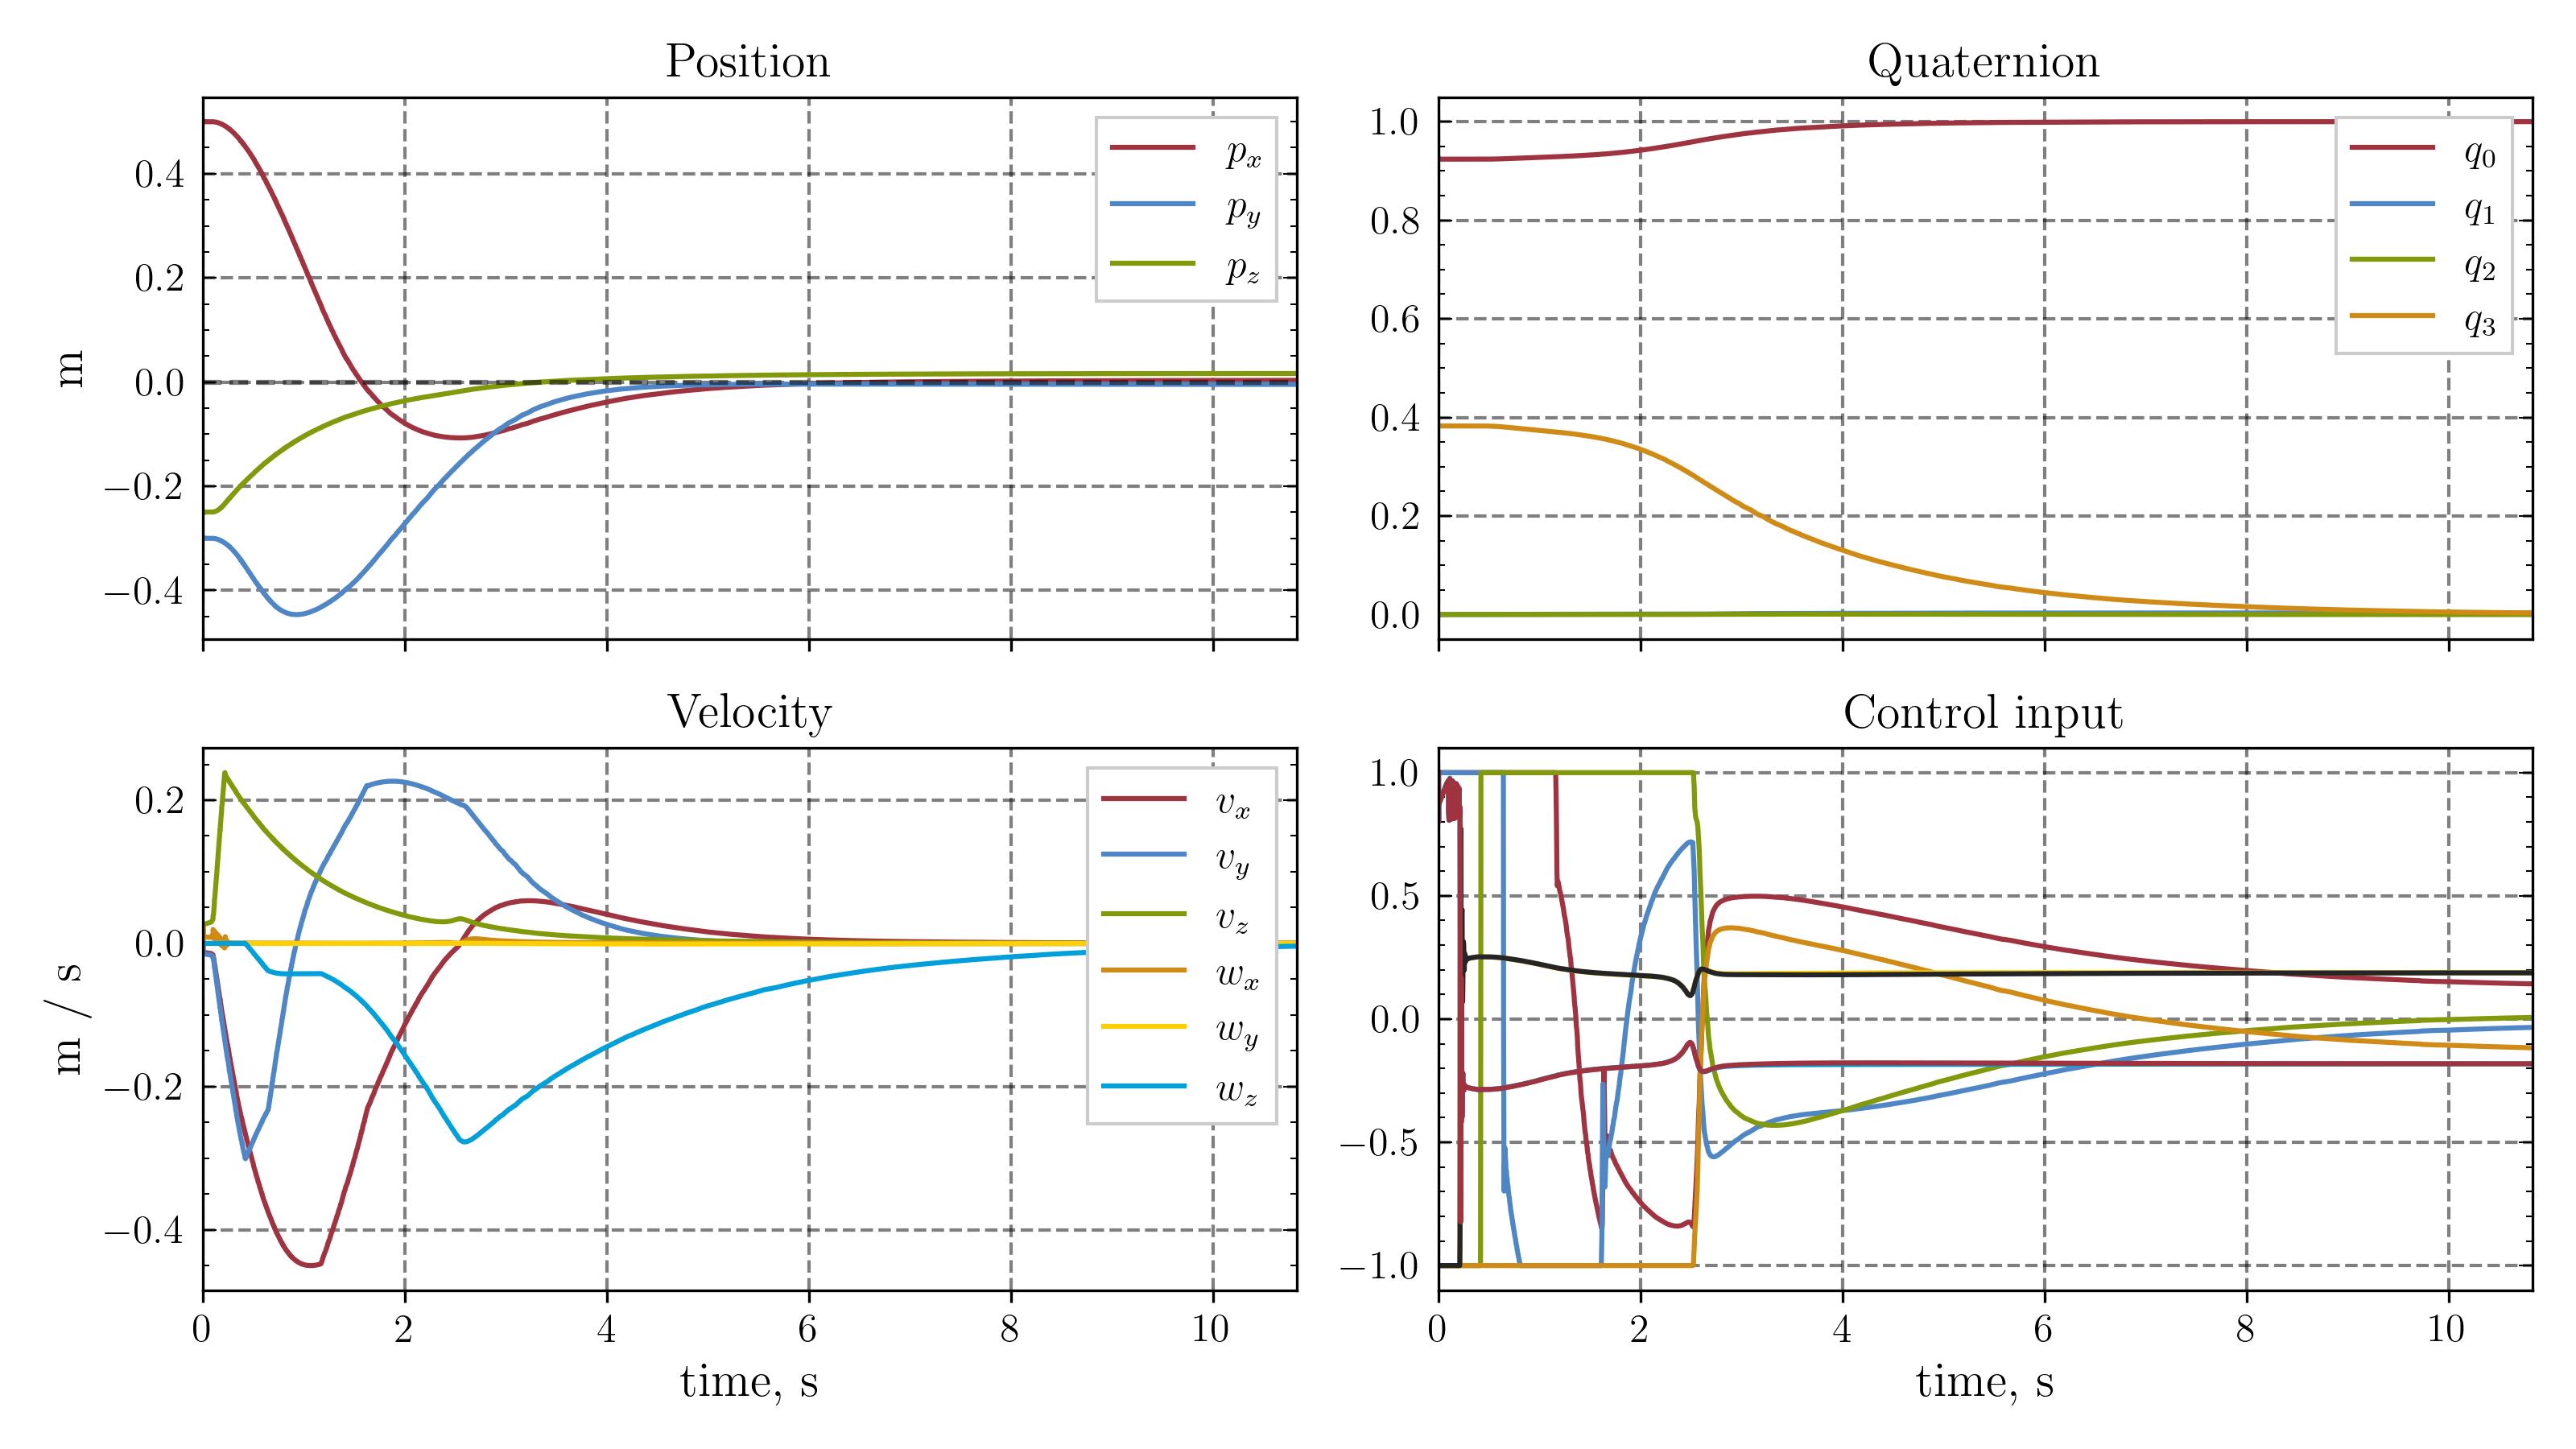 Position
0.4
0.2
0.0
−0.2
−0.4
m
p_x
p_y
p_z
Quaternion
1.0
0.8
0.6
0.4
0.2
0.0
q_0
q_1
q_2
q_3
Velocity
0.2
0.0
−0.2
−0.4
m / s
v_x
v_y
v_z
w_x
w_y
w_z
0 2 4 6 8 10
time, s
Control input
1.0
0.5
0.0
−0.5
−1.0
0 2 4 6 8 10
time, s